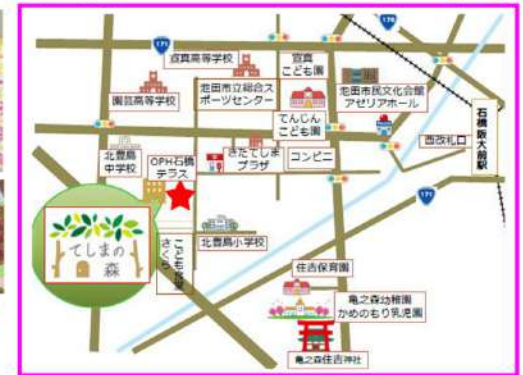 171
176
宣真高等学校
宣真
こども園
園芸高等学校
池田市立総合ス
ポーツセンター
池田市民文化会館
アゼリアホール
てんじん
こども園
石橋阪大前駅
西改札口
北豊島
中学校
OPH石橋
テラス
きたてしま
プラザ
コンビニ
171
てしまの
森
さくら
こども
北豊島小学校
住吉保育園
亀之森幼稚園
かめのもり乳児園
亀之森住吉神社